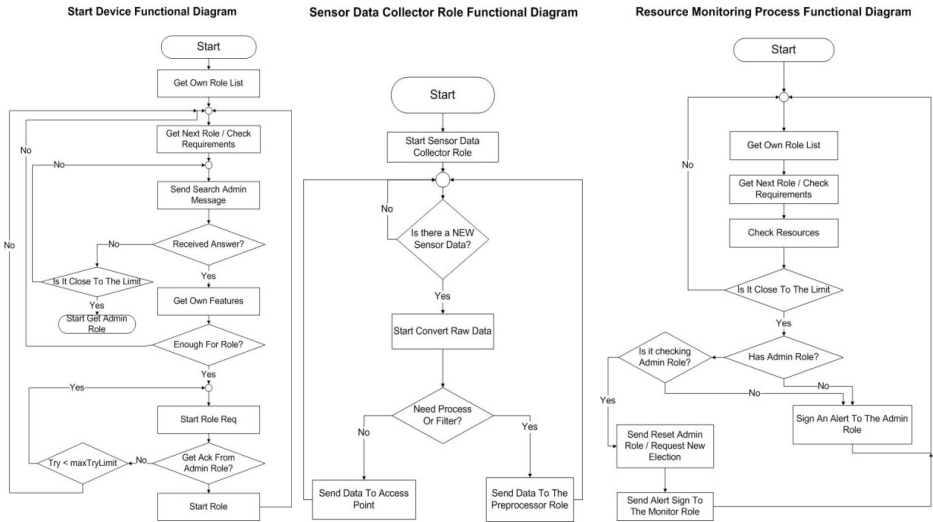 Start Device Functional Diagram
Start
Get Own Role List
Get Next Role / Check
Requirements
No
No
Send Search Admin
Message
No
No
Received Answer?
Yes
Is It Close To The Limit
Yes
Start Get Admin
Role
Get Own Features
Enough For Role?
Yes
Yes
Start Role Req
Get Ack From
Admin Role?
No
Try < maxTryLimit
Start Role
Sensor Data Collector Role Functional Diagram
Start
Start Sensor Data
Collector Role
No
Is there a NEW
Sensor Data?
Yes
Start Convert Raw Data
Need Process
Or Filter?
No
Yes
Send Data To Access
Point
Send Data To The
Preprocessor Role
Resource Monitoring Process Functional Diagram
Start
Get Own Role List
No
Get Next Role / Check
Requirements
Check Resources
Is It Close To The Limit
Yes
Is it checking
Admin Role?
Has Admin Role?
No
No
Yes
Sign An Alert To The Admin
Role
Send Reset Admin
Role / Request New
Election
Send Alert Sign To
The Monitor Role